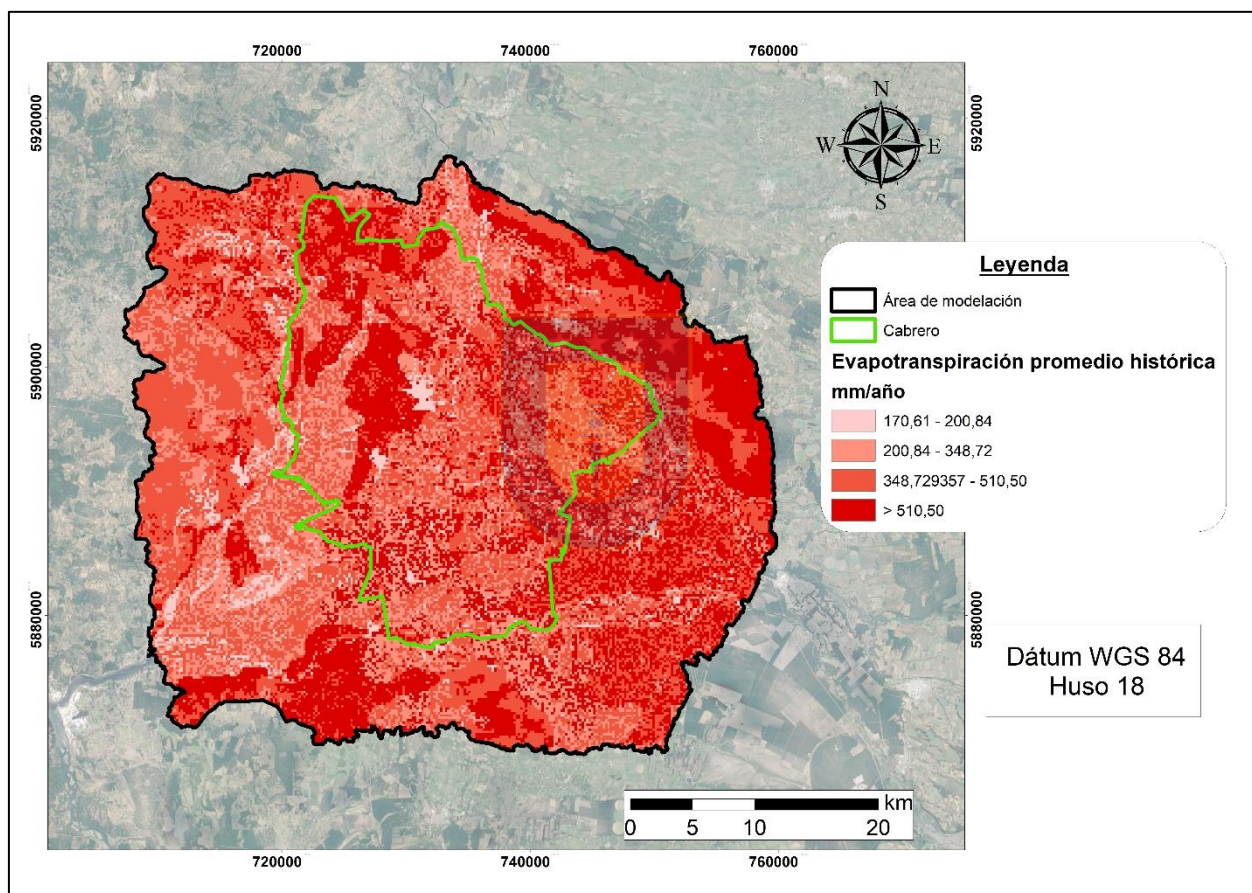 720000 740000 760000
5920000 5920000
N
W E
S
Leyenda
Área de modelación
Cabrero
Evapotranspiración promedio histórica
mm/año
170,61 - 200,84
200,84 - 348,72
348,729357 - 510,50
> 510,50
5900000 5900000
5880000 5880000
Dátum WGS 84
Huso 18
km
0 5 10 20
720000 740000 760000